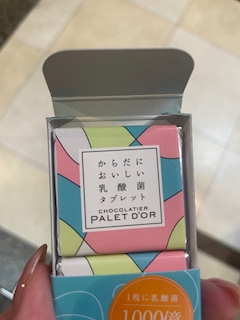 からだに
おいしい
乳酸菌
タブレット
CHOCOLATIER
PALET D'OR
1枚に乳酸菌
1000億